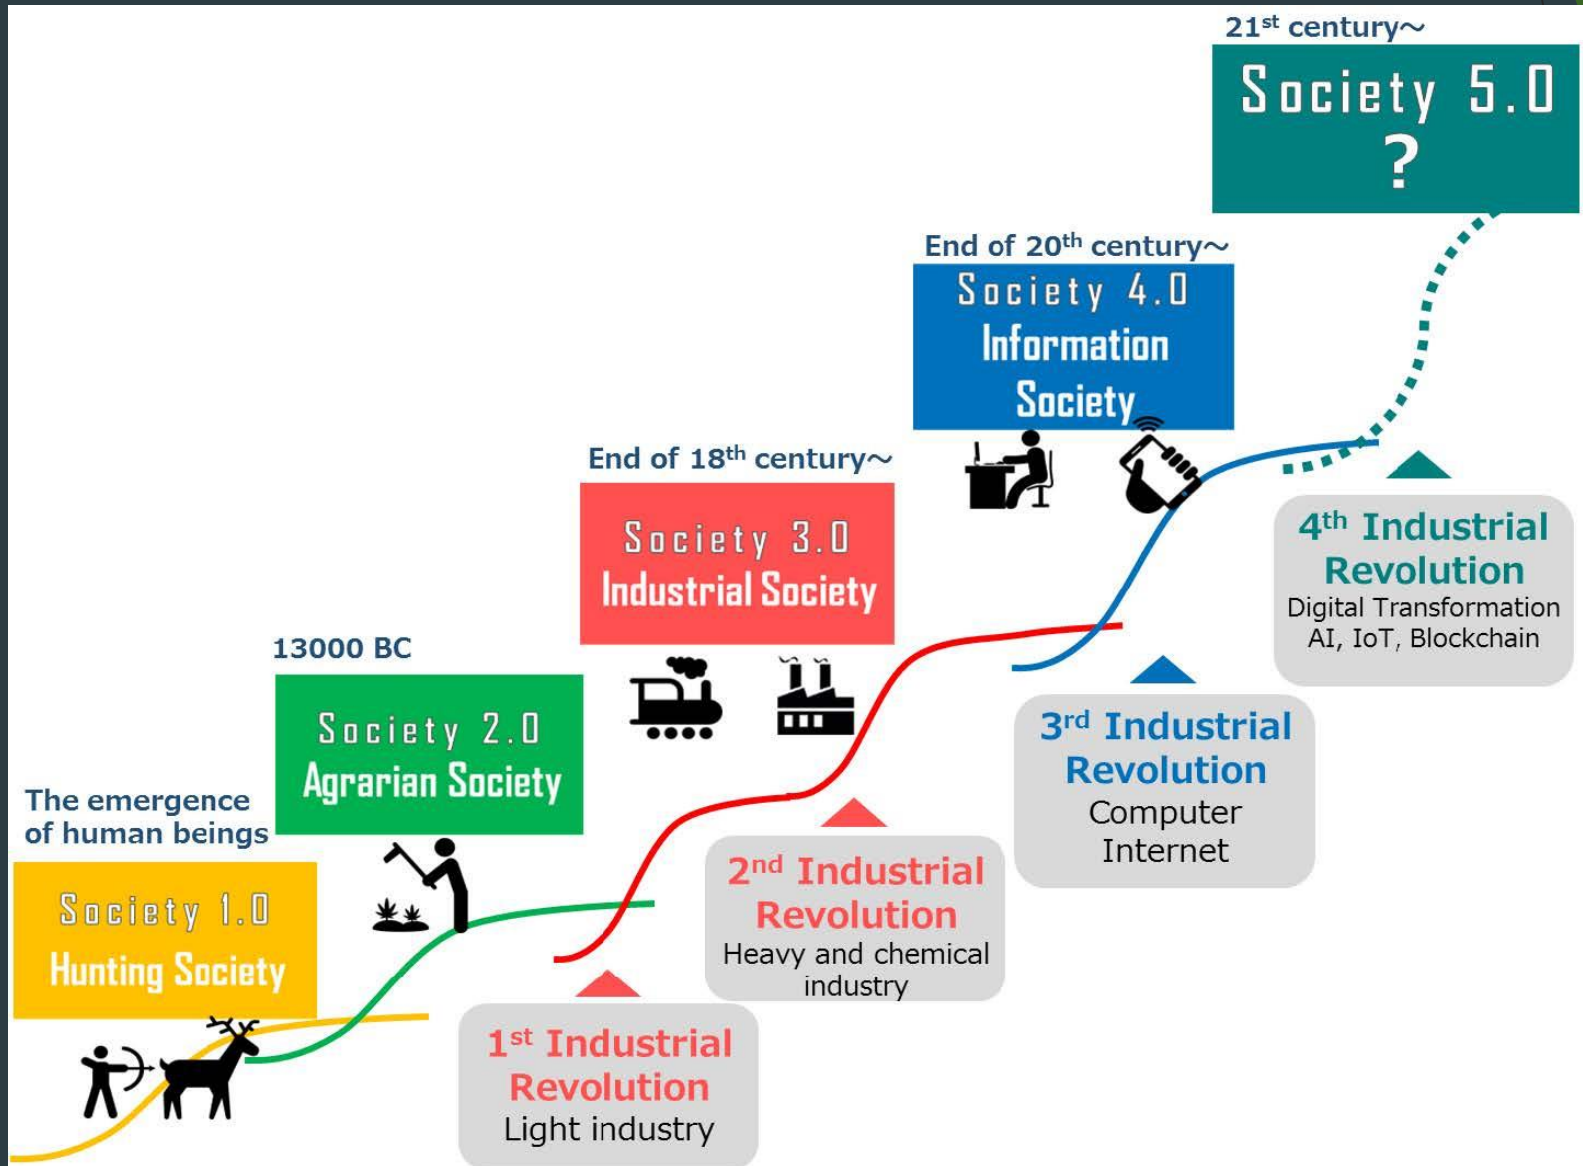 The emergence
of human beings
Society 1.0
Hunting Society
13000 BC
Society 2.0
Agrarian Society
End of 18th century～
Society 3.0
Industrial Society
End of 20th century～
Society 4.0
Information
Society
21st century～
Society 5.0
?
1st Industrial
Revolution
Light industry
2nd Industrial
Revolution
Heavy and chemical
industry
3rd Industrial
Revolution
Computer
Internet
4th Industrial
Revolution
Digital Transformation
AI, IoT, Blockchain